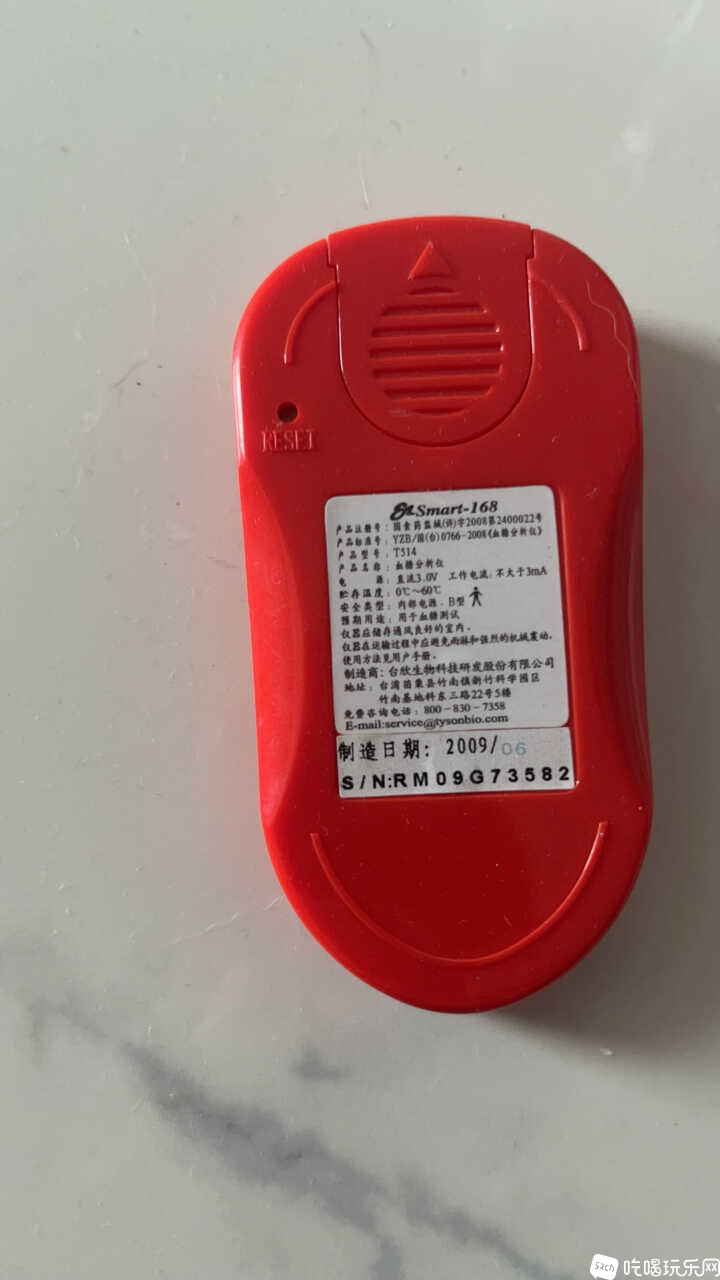 RESET
Smart-168
产品注册号：国食药监械(许)字2008第2400022号
产品标准号：YZB/国(台)0766-2008《血糖分析仪》
产品型号：T514
产品名称：血糖分析仪
电源：直流3.0V 工作电流：不大于3mA
贮存温度：0℃～60℃
安全类型：内部电源．B型
预期用途：用于血糖测试
仪器应储存通风良好的室内。
仪器在运输过程中应避免雨淋和强烈的机械震动。
使用方法见用户手册。
制造商：台欣生物科技研发股份有限公司
地址：台湾苗栗县竹南镇新竹科学园区
竹南基地科东三路22号5楼
免费咨询电话：800-830-7358
E-mail:service@tysonbio.com
制造日期：2009/06
S/N:RM09G73582
吃喝玩乐网